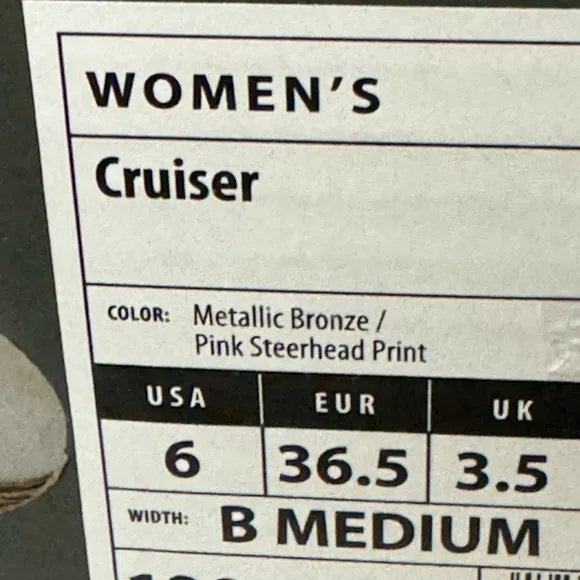 WOMEN'S
Cruiser
COLOR: Metallic Bronze /
Pink Steerhead Print
USA EUR UK
6 36.5 3.5
WIDTH: B MEDIUM